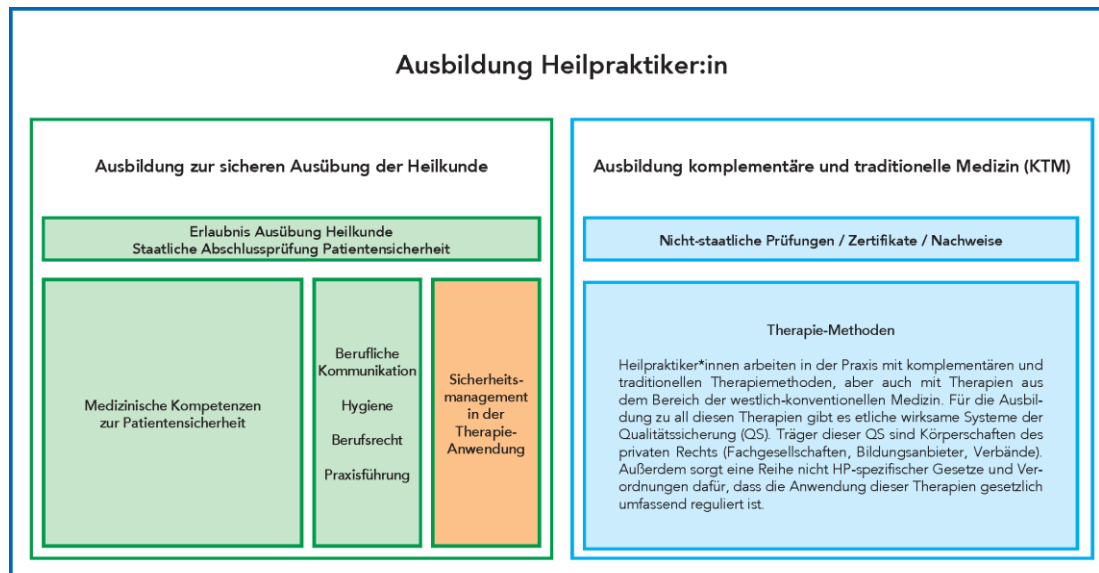 Ausbildung Heilpraktiker:in
Ausbildung zur sicheren Ausübung der Heilkunde
Erlaubnis Ausübung Heilkunde
Staatliche Abschlussprüfung Patientensicherheit
Medizinische Kompetenzen
zur Patientensicherheit
Berufliche
Kommunikation
Hygiene
Berufsrecht
Praxisführung
Sicherheits-
management
in der
Therapie-
Anwendung
Ausbildung komplementäre und traditionelle Medizin (KTM)
Nicht-staatliche Prüfungen / Zertifikate / Nachweise
Therapie-Methoden
Heilpraktiker*innen arbeiten in der Praxis mit komplementären und
traditionellen Therapiemethoden, aber auch mit Therapien aus
dem Bereich der westlich-konventionellen Medizin. Für die Ausbil-
dung zu all diesen Therapien gibt es etliche wirksame Systeme der
Qualitätssicherung (QS). Träger dieser QS sind Körperschaften des
privaten Rechts (Fachgesellschaften, Bildungsanbieter, Verbände).
Außerdem sorgt eine Reihe nicht HP-spezifischer Gesetze und Ver-
ordnungen dafür, dass die Anwendung dieser Therapien gesetzlich
umfassend reguliert ist.